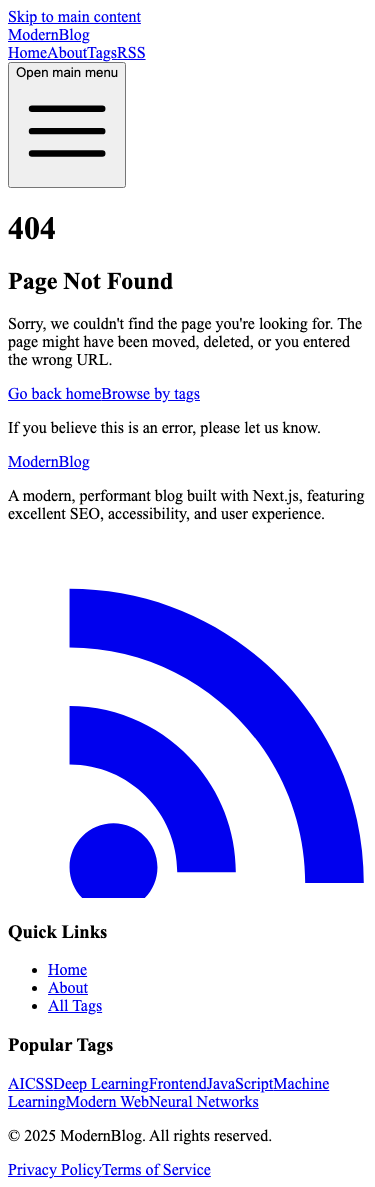 Skip to main content
ModernBlog
HomeAboutTagsRSS
Open main menu
404
Page Not Found
Sorry, we couldn't find the page you're looking for. The
page might have been moved, deleted, or you entered
the wrong URL.
Go back homeBrowse by tags
If you believe this is an error, please let us know.
ModernBlog
A modern, performant blog built with Next.js, featuring
excellent SEO, accessibility, and user experience.
Quick Links
Home
About
All Tags
Popular Tags
AICSSDeep LearningFrontendJavaScriptMachine
LearningModern WebNeural Networks
© 2025 ModernBlog. All rights reserved.
Privacy PolicyTerms of Service